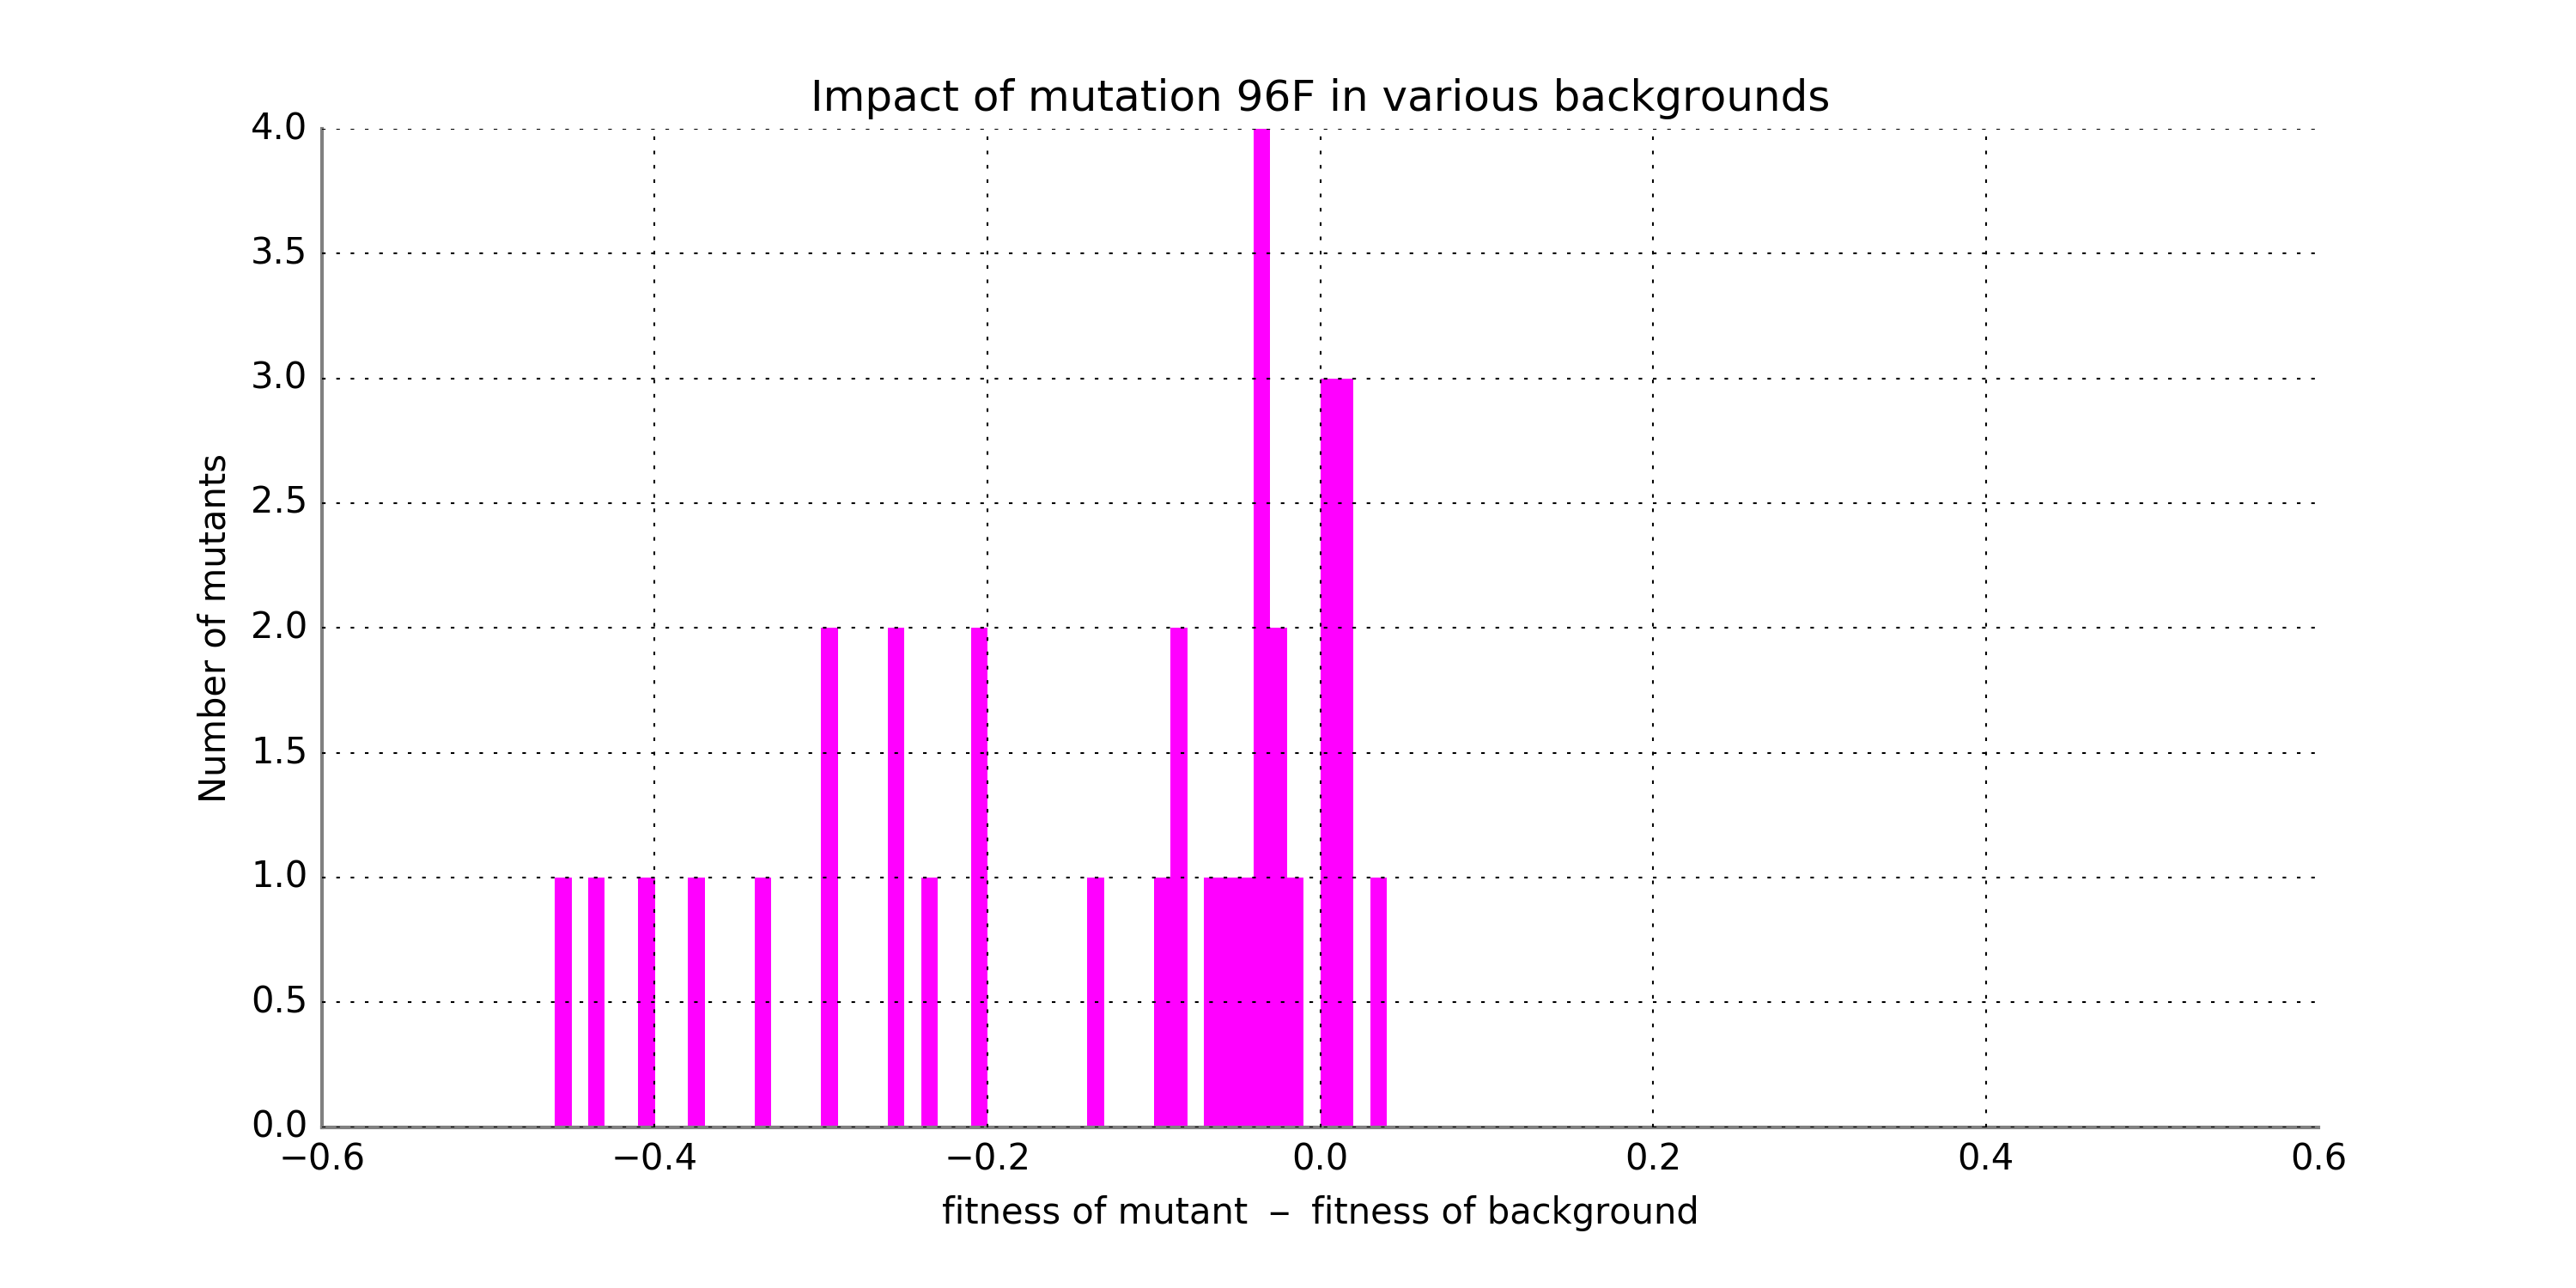 Impact of mutation 96F in various backgrounds
4.0
3.5
3.0
2.5
2.0
1.5
1.0
0.5
0.0
Number of mutants
−0.6 −0.4 −0.2 0.0 0.2 0.4 0.6
fitness of mutant − fitness of background